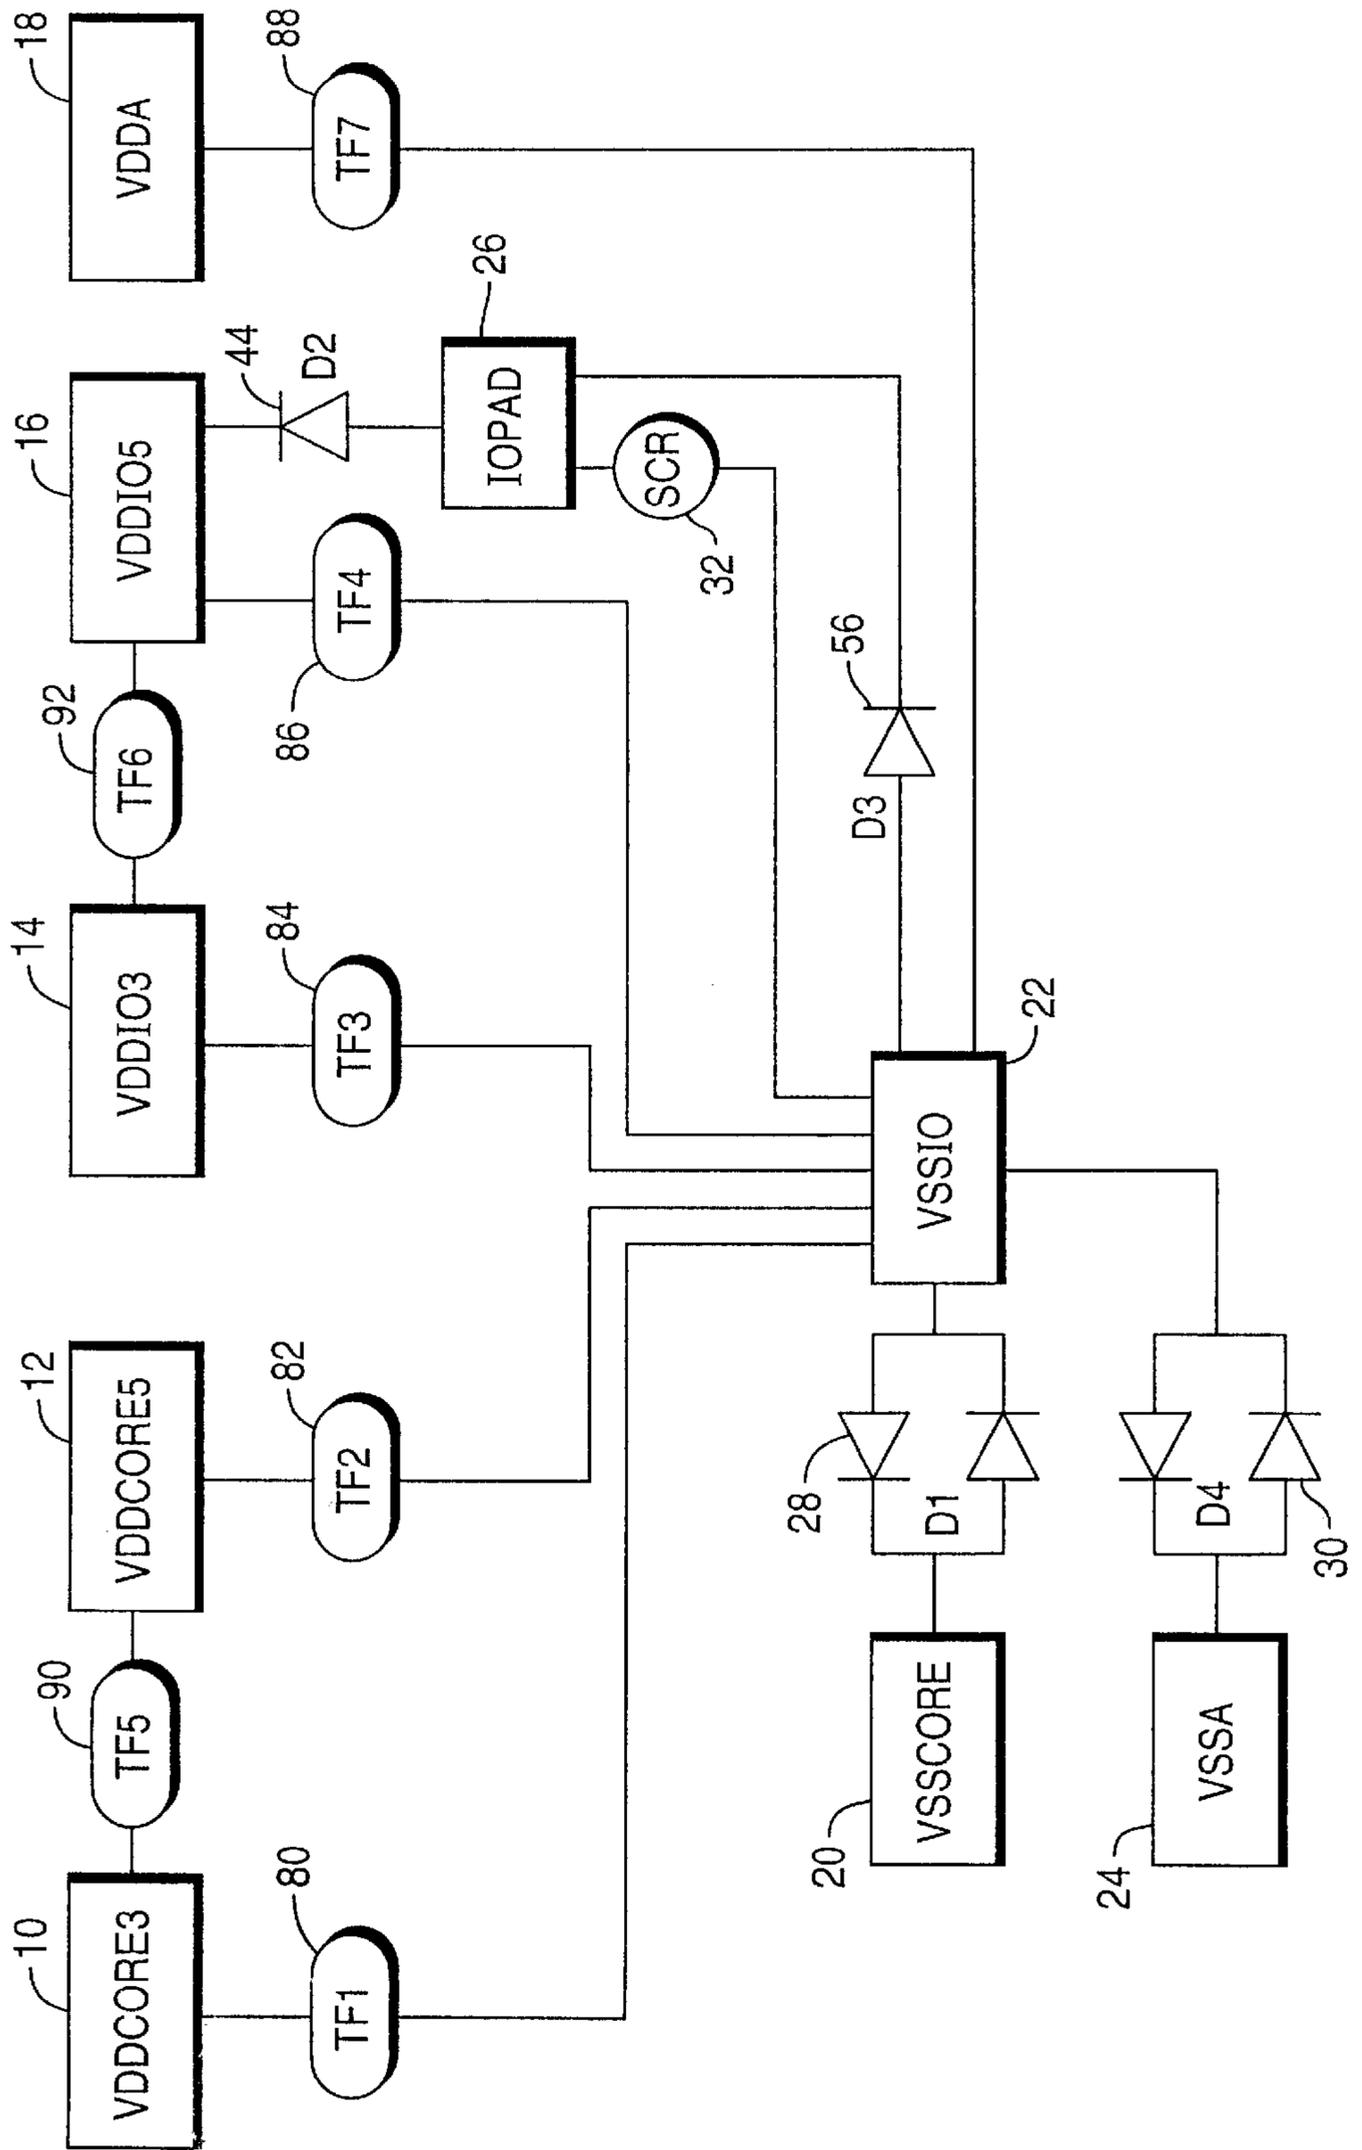 10
VDDCORE3
90
TF5
12
VDDCORE5
14
VDDIO3
92
TF6
16
VDDIO5
18
VDDA
80
TF1
82
TF2
84
TF3
86
TF4
44
D2
88
TF7
26
IOPAD
SCR
32
D3
56
20
VSSCORE
28
D1
VSSIO
22
24
VSSA
D4
30